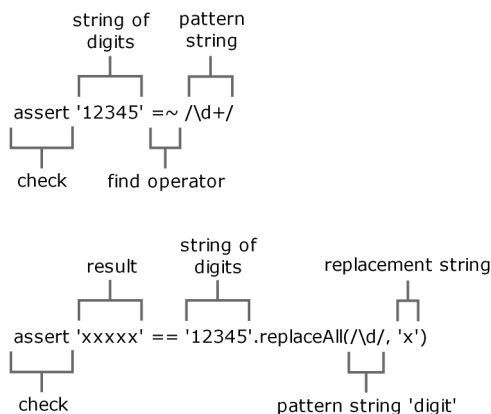 string of digits
pattern string
assert '12345' =~ /\d+/
check
find operator
result
string of digits
replacement string
assert 'xxxxx' == '12345'.replaceAll(/\d/, 'x')
check
pattern string 'digit'